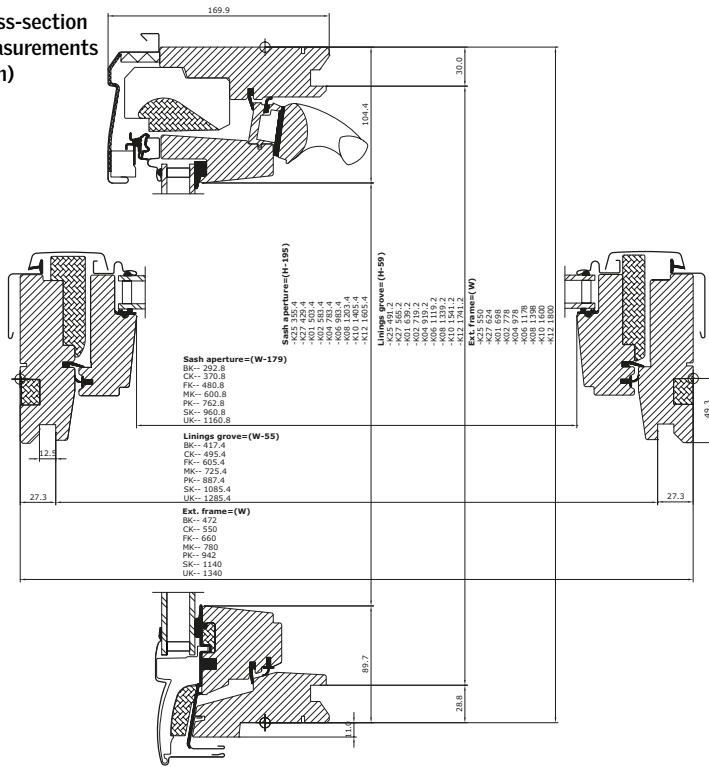 ss-section
asurements
n)
169.9
30.0
104.4
Sash aperture=(H-195)
-K25 355.4
-K27 429.4
-K01 503.4
-K02 583.4
-K04 783.4
-K06 983.4
-K08 1203.4
-K10 1405.4
-K12 1605.4
Linings grove=(H-59)
-K25 491.2
-K27 565.2
-K01 639.2
-K02 719.2
-K04 919.2
-K06 1119.2
-K08 1339.2
-K10 1541.2
-K12 1741.2
Ext. frame=(W)
-K25 550
-K27 624
-K01 698
-K02 778
-K04 978
-K06 1178
-K08 1398
-K10 1600
-K12 1800
Sash aperture=(W-179)
BK-- 292.8
CK-- 370.8
FK-- 480.8
MK-- 600.8
PK-- 762.8
SK-- 960.8
UK-- 1160.8
49.3
Linings grove=(W-55)
BK-- 417.4
CK-- 495.4
FK-- 605.4
MK-- 725.4
PK-- 887.4
SK-- 1085.4
UK-- 1285.4
12.5
27.3
27.3
Ext. frame=(W)
BK-- 472
CK-- 550
FK-- 660
MK-- 780
PK-- 942
SK-- 1140
UK-- 1340
89.7
28.8
11.0